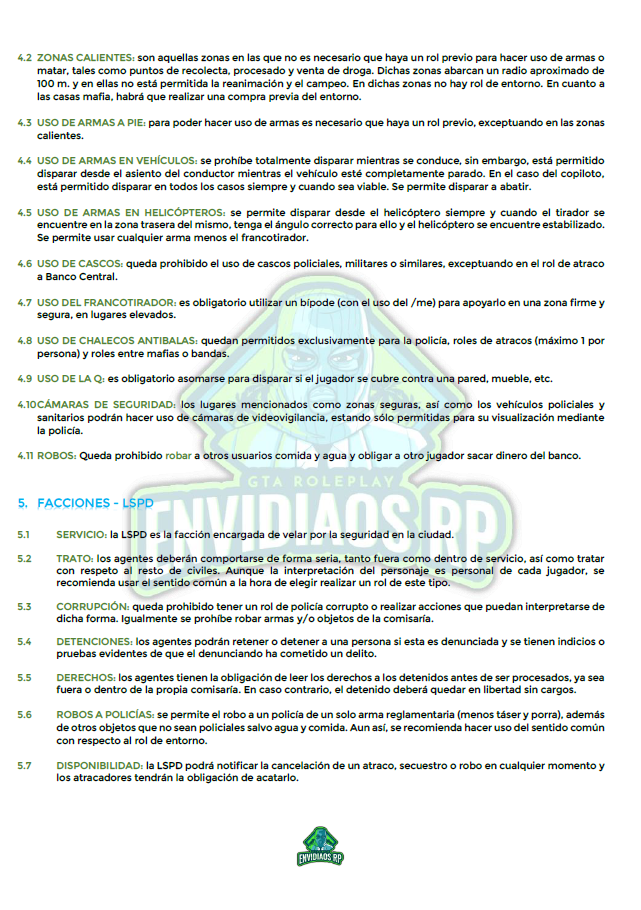 4.2 ZONAS CALIENTES: son aquellas zonas en las que no es necesario que haya un rol previo para hacer uso de armas o
matar, tales como puntos de recolecta, procesado y venta de droga. Dichas zonas abarcan un radio aproximado de
100 m. y en ellas no está permitida la reanimación y el campeo. En dichas zonas no hay rol de entorno. En cuanto a
las casas mafia, habrá que realizar una compra previa del entorno.
4.3 USO DE ARMAS A PIE: para poder hacer uso de armas es necesario que haya un rol previo, exceptuando en las zonas
calientes.
4.4 USO DE ARMAS EN VEHÍCULOS: se prohíbe totalmente disparar mientras se conduce, sin embargo, está permitido
disparar desde el asiento del conductor mientras el vehículo esté completamente parado. En el caso del copiloto,
está permitido disparar en todos los casos siempre y cuando sea viable. Se permite disparar a abatir.
4.5 USO DE ARMAS EN HELICÓPTEROS: se permite disparar desde el helicóptero siempre y cuando el tirador se
encuentre en la zona trasera del mismo, tenga el ángulo correcto para ello y el helicóptero se encuentre estabilizado.
Se permite usar cualquier arma menos el francotirador.
4.6 USO DE CASCOS: queda prohibido el uso de cascos policiales, militares o similares, exceptuando en el rol de atraco
a Banco Central.
4.7 USO DEL FRANCOTIRADOR: es obligatorio utilizar un bípode (con el uso del /me) para apoyarlo en una zona firme y
segura, en lugares elevados.
4.8 USO DE CHALECOS ANTIBALAS: quedan permitidos exclusivamente para la policía, roles de atracos (máximo 1 por
persona) y roles entre mafias o bandas.
4.9 USO DE LA Q: es obligatorio asomarse para disparar si el jugador se cubre contra una pared, mueble, etc.
4.10CÁMARAS DE SEGURIDAD: los lugares mencionados como zonas seguras, así como los vehículos policiales y
sanitarios podrán hacer uso de cámaras de videovigilancia, estando sólo permitidas para su visualización mediante
la policía.
4.11 ROBOS: Queda prohibido robar a otros usuarios comida y agua y obligar a otro jugador sacar dinero del banco.
GTA ROLEPLAY
ENVIDIAOS RP
5. FACCIONES - LSPD
5.1 SERVICIO: la LSPD es la facción encargada de velar por la seguridad en la ciudad.
5.2 TRATO: los agentes deberán comportarse de forma seria, tanto fuera como dentro de servicio, así como tratar
con respeto al resto de civiles. Aunque la interpretación del personaje es personal de cada jugador, se
recomienda usar el sentido común a la hora de elegir realizar un rol de este tipo.
5.3 CORRUPCIÓN: queda prohibido tener un rol de policía corrupto o realizar acciones que puedan interpretarse de
dicha forma. Igualmente se prohíbe robar armas y/o objetos de la comisaría.
5.4 DETENCIONES: los agentes podrán retener o detener a una persona si esta es denunciada y se tienen indicios o
pruebas evidentes de que el denunciando ha cometido un delito.
5.5 DERECHOS: los agentes tienen la obligación de leer los derechos a los detenidos antes de ser procesados, ya sea
fuera o dentro de la propia comisaría. En caso contrario, el detenido deberá quedar en libertad sin cargos.
5.6 ROBOS A POLICÍAS: se permite el robo a un policía de un solo arma reglamentaria (menos táser y porra), además
de otros objetos que no sean policiales salvo agua y comida. Aun así, se recomienda hacer uso del sentido común
con respecto al rol de entorno.
5.7 DISPONIBILIDAD: la LSPD podrá notificar la cancelación de un atraco, secuestro o robo en cualquier momento y
los atracadores tendrán la obligación de acatarlo.
ENVIDIAOS RP